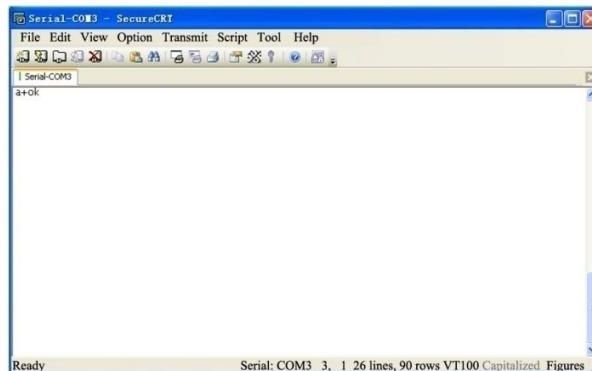 Serial-COM3 - SecureCRT
File Edit View Option Transmit Script Tool Help
Serial-COM3
a+ok
Ready Serial: COM3 3, 1 26 lines, 90 rows VT100 Capitalized Figures